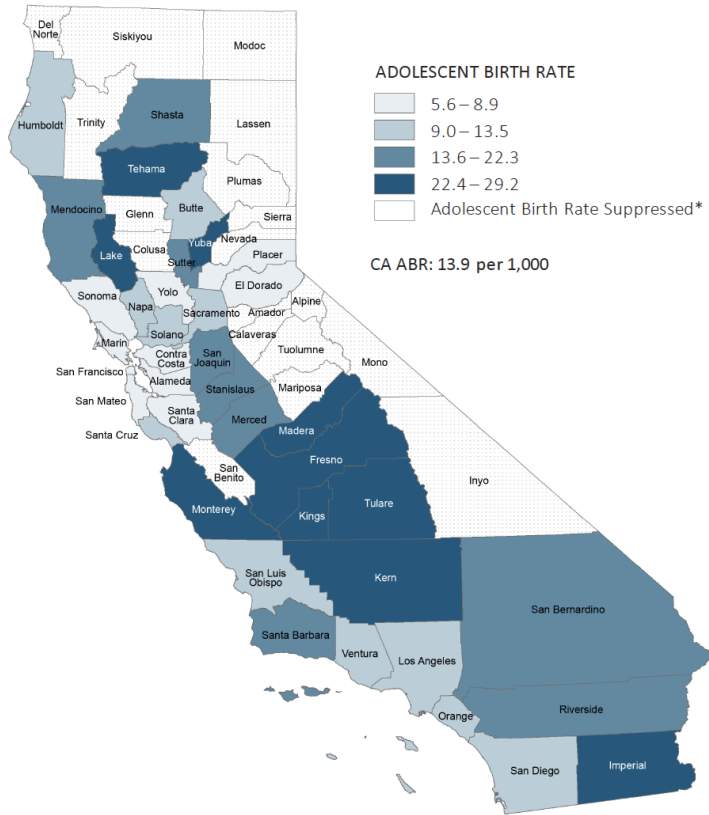 Del
Norte
Siskiyou
Modoc
ADOLESCENT BIRTH RATE
5.6 – 8.9
9.0 – 13.5
13.6 – 22.3
22.4 – 29.2
Adolescent Birth Rate Suppressed*
CA ABR: 13.9 per 1,000
Humboldt
Trinity
Shasta
Lassen
Tehama
Plumas
Mendocino
Glenn
Butte
Sierra
Lake
Colusa
Sutter
Yuba
Nevada
Placer
Sonoma
Napa
Yolo
El Dorado
Sacramento
Amador
Alpine
Marin
Solano
Calaveras
Contra
Costa
San
Joaquin
Tuolumne
Mono
San Francisco
Alameda
Stanislaus
Mariposa
San Mateo
Santa
Clara
Merced
Santa Cruz
Madera
San
Benito
Fresno
Inyo
Monterey
Kings
Tulare
San Luis
Obispo
Kern
San Bernardino
Santa Barbara
Ventura
Los Angeles
Orange
Riverside
San Diego
Imperial